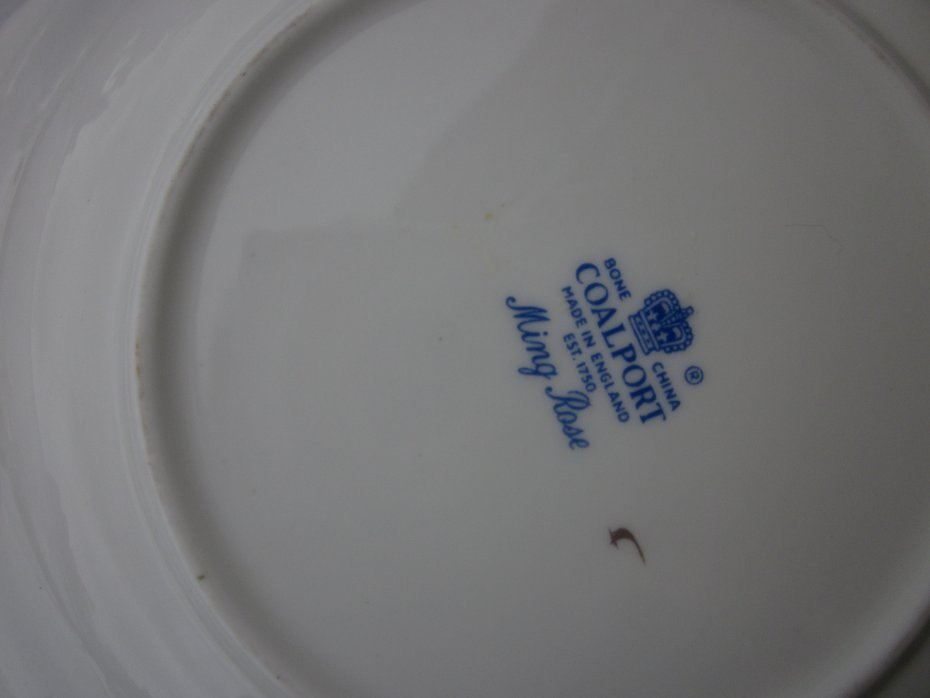 BONE CHINA ®
COALPORT
MADE IN ENGLAND
EST. 1750
Ming Rose